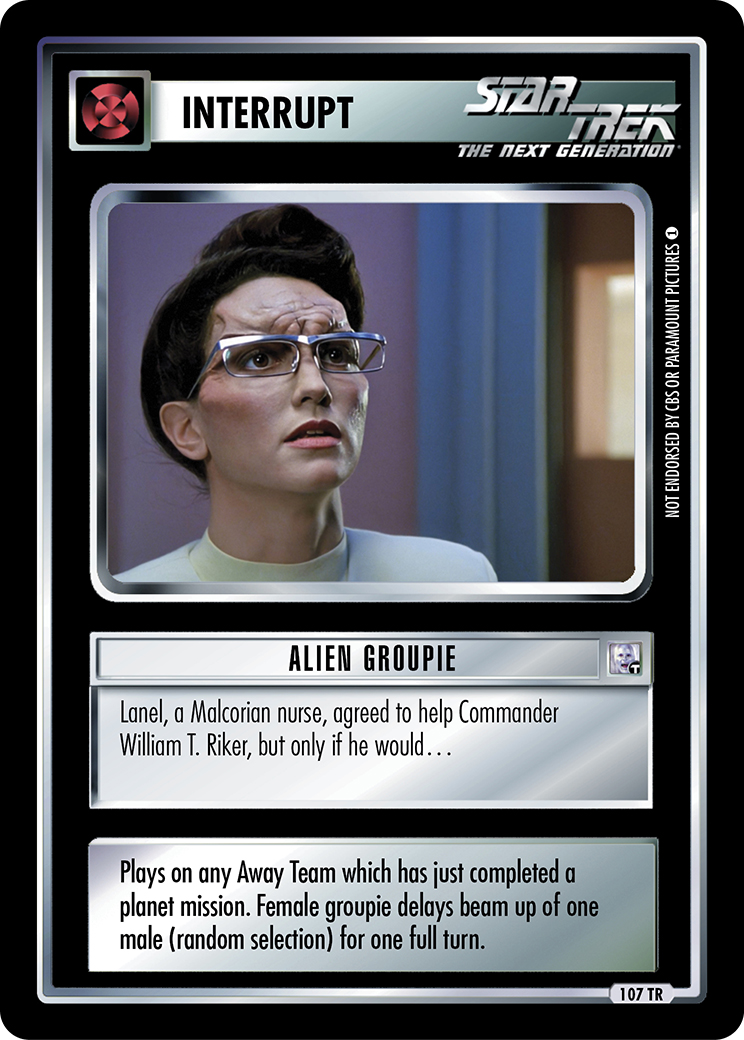 INTERRUPT
STAR TREK
THE NEXT GENERATION
NOT ENDORSED BY CBS OR PARAMOUNT PICTURES 1
ALIEN GROUPIE
T
Lanel, a Malcorian nurse, agreed to help Commander
William T. Riker, but only if he would...
Plays on any Away Team which has just completed a
planet mission. Female groupie delays beam up of one
male (random selection) for one full turn.
107 TR